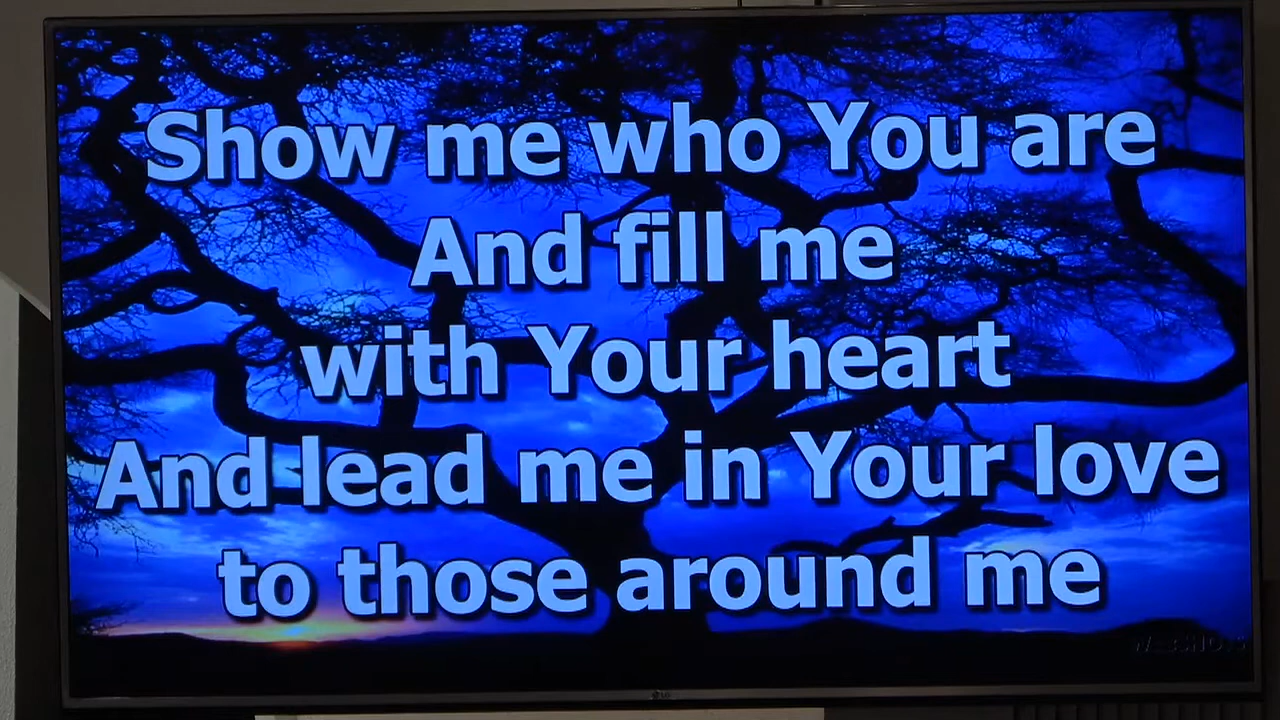 Show me who You are
And fill me
with Your heart
And lead me in Your love
to those around me